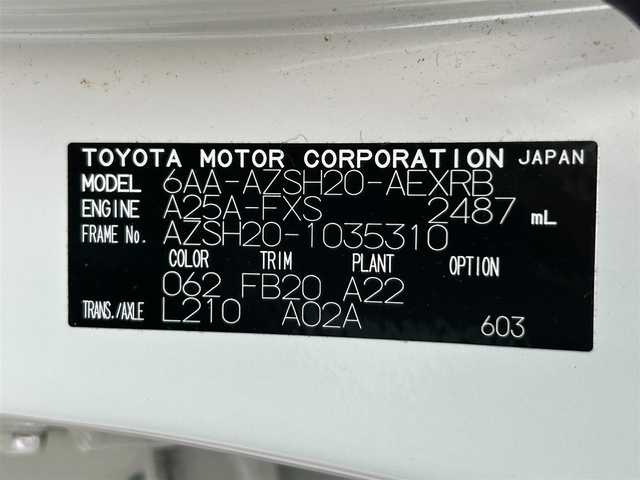 TOYOTA MOTOR CORPORATION JAPAN
MODEL 6AA-AZSH20-AEXRB
ENGINE A25A-FXS 2487 mL
FRAME No. AZSH20-1035310
COLOR TRIM PLANT OPTION
062 FB20 A22
TRANS./AXLE L210 A02A
603